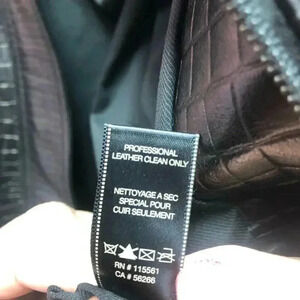 PROFESSIONAL
LEATHER CLEAN ONLY
NETTOYAGE A SEC
SPECIAL POUR
CUIR SEULEMENT
RN # 115561
CA # 56266